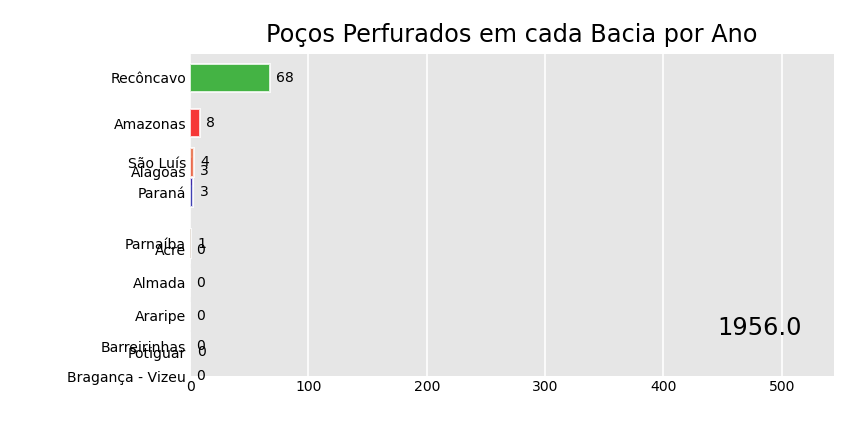 Poços Perfurados em cada Bacia por Ano
Recôncavo 68
Amazonas 8
São Luís 4
Alagoas 3
Paraná 3
Parnaíba 1
Acre 0
Almada 0
Araripe 0
1956.0
Barreirinhas 0
Potiguar 0
Bragança - Vizeu 0
0 100 200 300 400 500